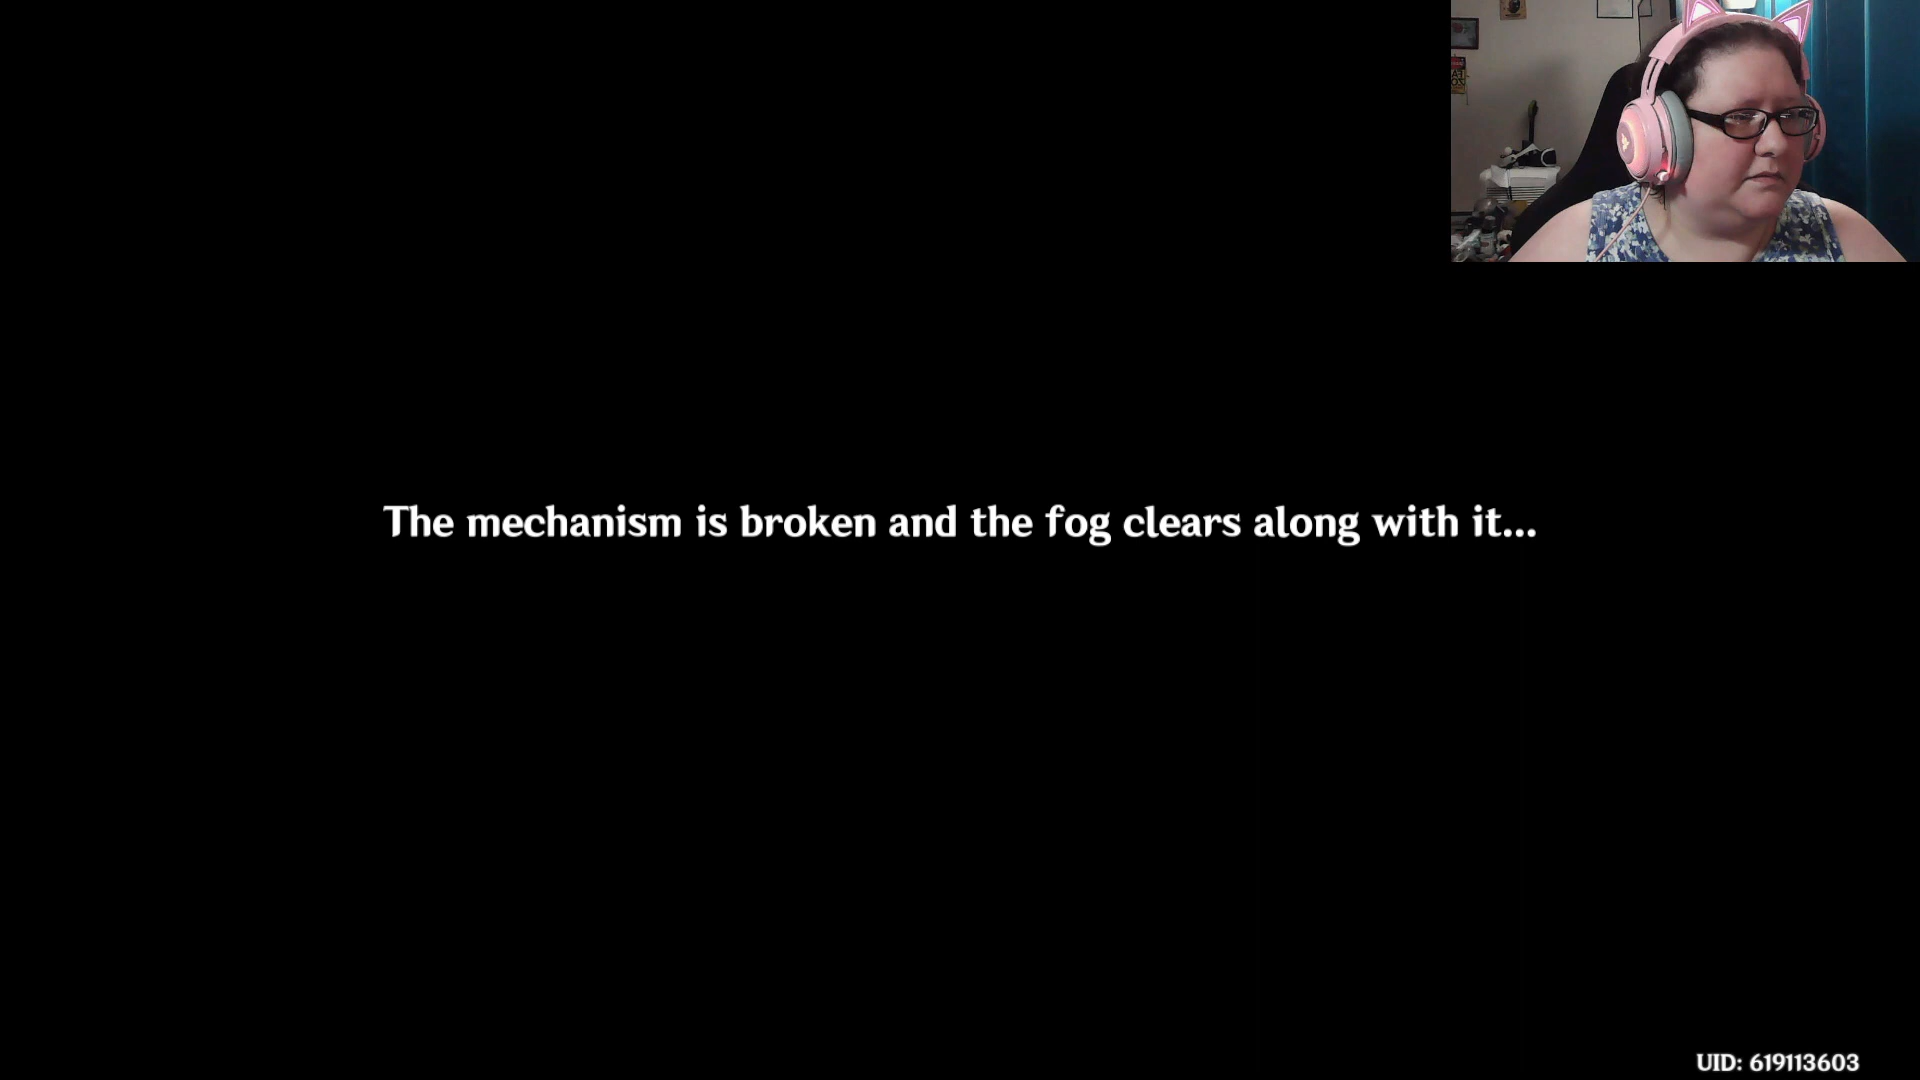 The mechanism is broken and the fog clears along with it...
UID: 619113603